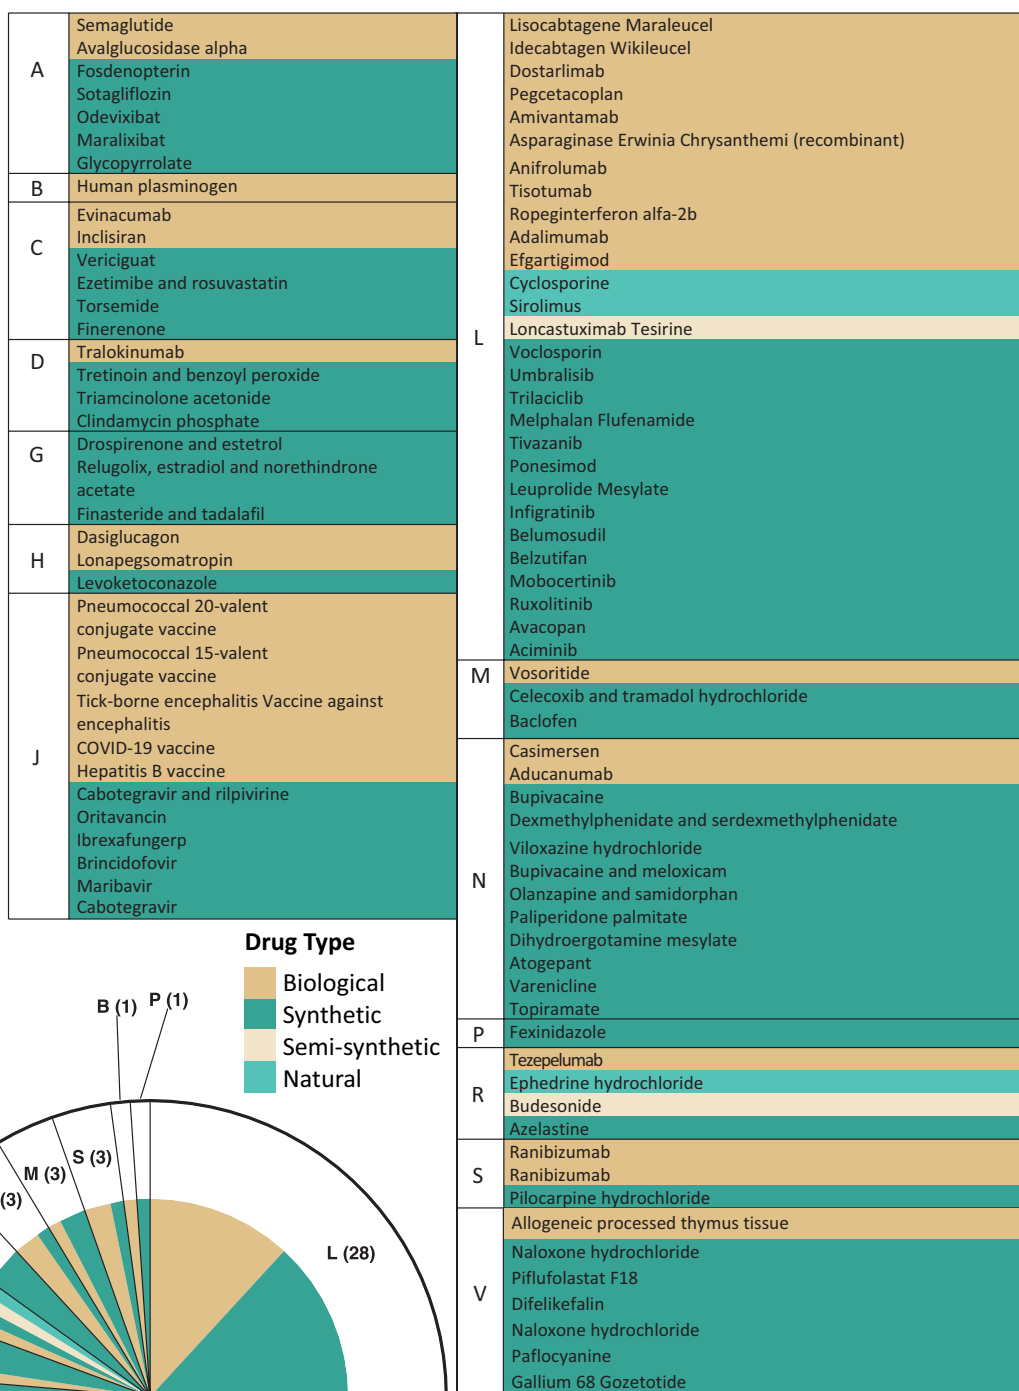 A
Semaglutide
Avalglucosidase alpha
Fosdenopterin
Sotagliflozin
Odevixibat
Maralixibat
Glycopyrrolate
B
Human plasminogen
C
Evinacumab
Inclisiran
Vericiguat
Ezetimibe and rosuvastatin
Torsemide
Finerenone
D
Tralokinumab
Tretinoin and benzoyl peroxide
Triamcinolone acetonide
Clindamycin phosphate
G
Drospirenone and estetrol
Relugolix, estradiol and norethindrone
acetate
Finasteride and tadalafil
H
Dasiglucagon
Lonapegsomatropin
Levoketoconazole
J
Pneumococcal 20-valent
conjugate vaccine
Pneumococcal 15-valent
conjugate vaccine
Tick-borne encephalitis Vaccine against
encephalitis
COVID-19 vaccine
Hepatitis B vaccine
Cabotegravir and rilpivirine
Oritavancin
Ibrexafungerp
Brincidofovir
Maribavir
Cabotegravir
L
Lisocabtagene Maraleucel
Idecabtagen Wikileucel
Dostarlimab
Pegcetacoplan
Amivantamab
Asparaginase Erwinia Chrysanthemi (recombinant)
Anifrolumab
Tisotumab
Ropeginterferon alfa-2b
Adalimumab
Efgartigimod
Cyclosporine
Sirolimus
Loncastuximab Tesirine
Voclosporin
Umbralisib
Trilaciclib
Melphalan Flufenamide
Tivazanib
Ponesimod
Leuprolide Mesylate
Infigratinib
Belumosudil
Belzutifan
Mobocertinib
Ruxolitinib
Avacopan
Aciminib
M
Vosoritide
Celecoxib and tramadol hydrochloride
Baclofen
N
Casimersen
Aducanumab
Bupivacaine
Dexmethylphenidate and serdexmethylphenidate
Viloxazine hydrochloride
Bupivacaine and meloxicam
Olanzapine and samidorphan
Paliperidone palmitate
Dihydroergotamine mesylate
Atogepant
Varenicline
Topiramate
P
Fexinidazole
R
Tezepelumab
Ephedrine hydrochloride
Budesonide
Azelastine
S
Ranibizumab
Ranibizumab
Pilocarpine hydrochloride
V
Allogeneic processed thymus tissue
Naloxone hydrochloride
Piflufolastat F18
Difelikefalin
Naloxone hydrochloride
Paflocyanine
Gallium 68 Gozetotide
Drug Type
Biological
Synthetic
Semi-synthetic
Natural
B (1)
P (1)
S (3)
M (3)
(3)
L (28)